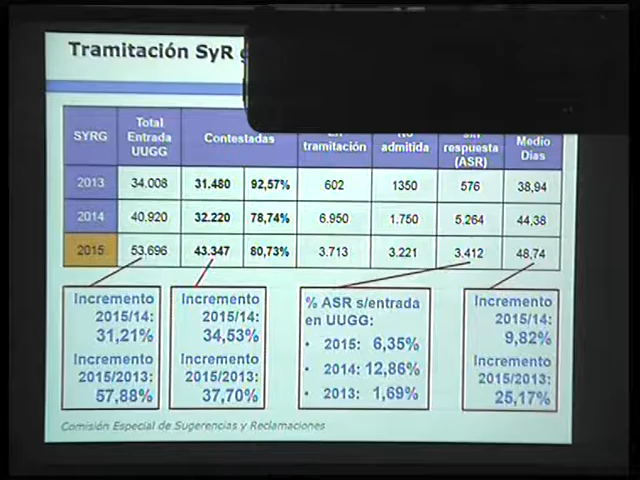 Tramitación SyR
SYRG Total Entrada UUGG Contestadas tramitación admitida respuesta (ASR) Medio Días
2013 34.008 31.480 92,57% 602 1350 576 38,94
2014 40.920 32.220 78,74% 6.950 1.750 5.264 44,38
2015 53.696 43.347 80,73% 3.713 3.221 3.412 48,74
Incremento
2015/14:
31,21%
Incremento
2015/2013:
57,88%
Incremento
2015/14:
34,53%
Incremento
2015/2013:
37,70%
% ASR s/entrada
en UUGG:
• 2015: 6,35%
• 2014: 12,86%
• 2013: 1,69%
Incremento
2015/14:
9,82%
Incremento
2015/2013:
25,17%
Comisión Especial de Sugerencias y Reclamaciones